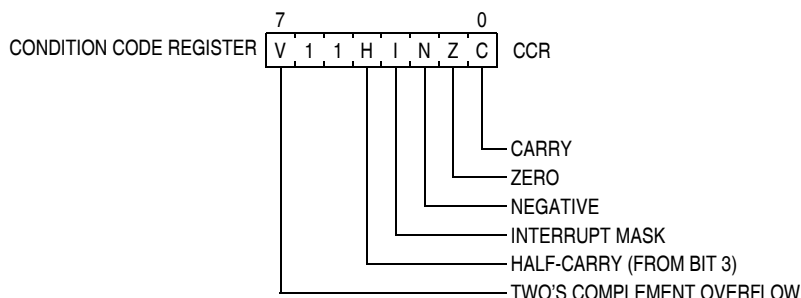 7 0
CONDITION CODE REGISTER V 1 1 H I N Z C CCR
CARRY
ZERO
NEGATIVE
INTERRUPT MASK
HALF-CARRY (FROM BIT 3)
TWO'S COMPLEMENT OVERFLOW